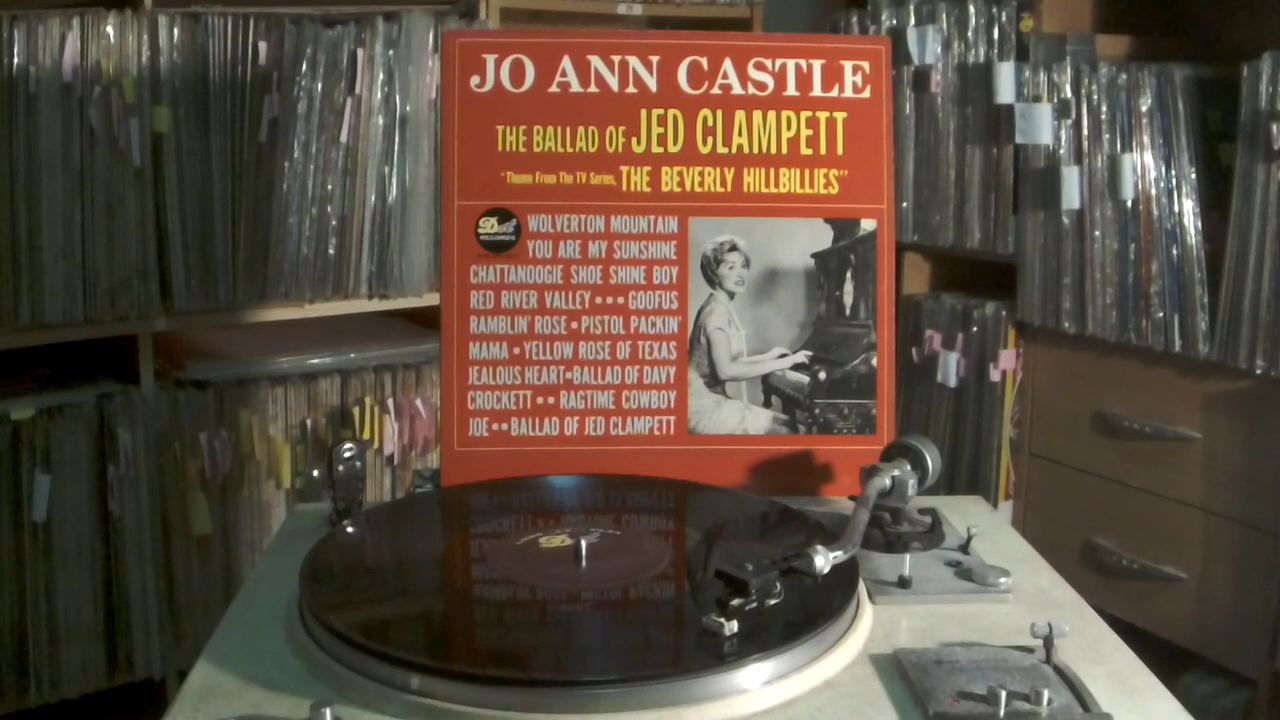 JO ANN CASTLE
THE BALLAD OF JED CLAMPETT
"Theme From The TV Series, THE BEVERLY HILLBILLIES"
Dot
WOLVERTON MOUNTAIN
YOU ARE MY SUNSHINE
CHATTANOOGIE SHOE SHINE BOY
RED RIVER VALLEY • • • GOOFUS
RAMBLIN' ROSE • PISTOL PACKIN'
MAMA • YELLOW ROSE OF TEXAS
JEALOUS HEART • BALLAD OF DAVY
CROCKETT • • RAGTIME COWBOY
JOE • • BALLAD OF JED CLAMPETT